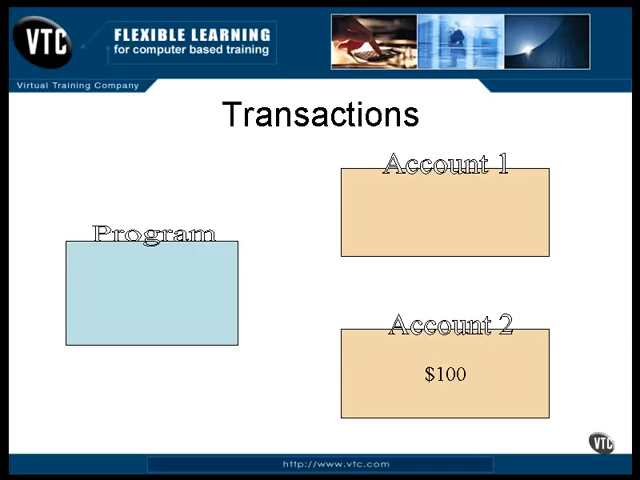 VTC
FLEXIBLE LEARNING
for computer based training
Virtual Training Company
Transactions
Account 1
Program
Account 2
$100
VTC
http://www.vtc.com